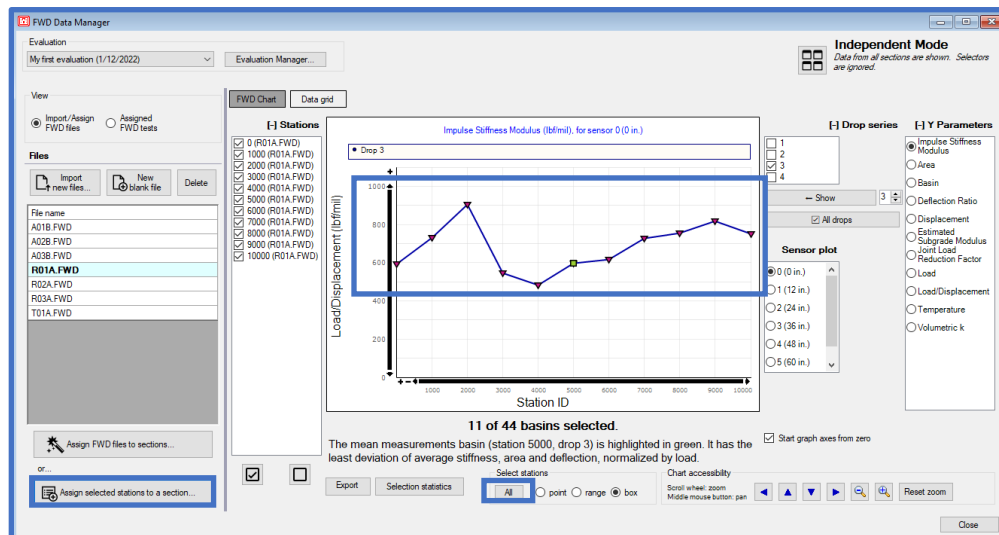 FWD Data Manager
Evaluation
My first evaluation (1/12/2022)
Evaluation Manager...
Independent Mode
Data from all sections are shown. Selectors
are ignored.
View
Import/Assign
FWD files
Assigned
FWD tests
Files
Import
new files...
New
blank file
Delete
File name
A01B.FWD
A02B.FWD
A03B.FWD
R01A.FWD
R02A.FWD
R03A.FWD
T01A.FWD
Assign FWD files to sections...
or...
Assign selected stations to a section...
FWD Chart
Data grid
[-] Stations
0 (R01A.FWD)
1000 (R01A.FWD)
2000 (R01A.FWD)
3000 (R01A.FWD)
4000 (R01A.FWD)
5000 (R01A.FWD)
6000 (R01A.FWD)
7000 (R01A.FWD)
8000 (R01A.FWD)
9000 (R01A.FWD)
10000 (R01A.FWD)
Impulse Stiffness Modulus (lbf/mil), for sensor 0 (0 in.)
Drop 3
Load/Displacement (lbf/mil)
1000
800
600
400
200
0
1000 2000 3000 4000 5000 6000 7000 8000 9000 10000
Station ID
11 of 44 basins selected.
The mean measurements basin (station 5000, drop 3) is highlighted in green. It has the
least deviation of average stiffness, area and deflection, normalized by load.
Export
Selection statistics
Select stations
All
point
range
box
Chart accessibility
Scroll wheel: zoom
Middle mouse button: pan
Reset zoom
[-] Drop series
1
2
3
4
← Show
3
All drops
Sensor plot
0 (0 in.)
1 (12 in.)
2 (24 in.)
3 (36 in.)
4 (48 in.)
5 (60 in.)
Start graph axes from zero
[-] Y Parameters
Impulse Stiffness
Modulus
Area
Basin
Deflection Ratio
Displacement
Estimated
Subgrade Modulus
Joint Load
Reduction Factor
Load
Load/Displacement
Temperature
Volumetric k
Close